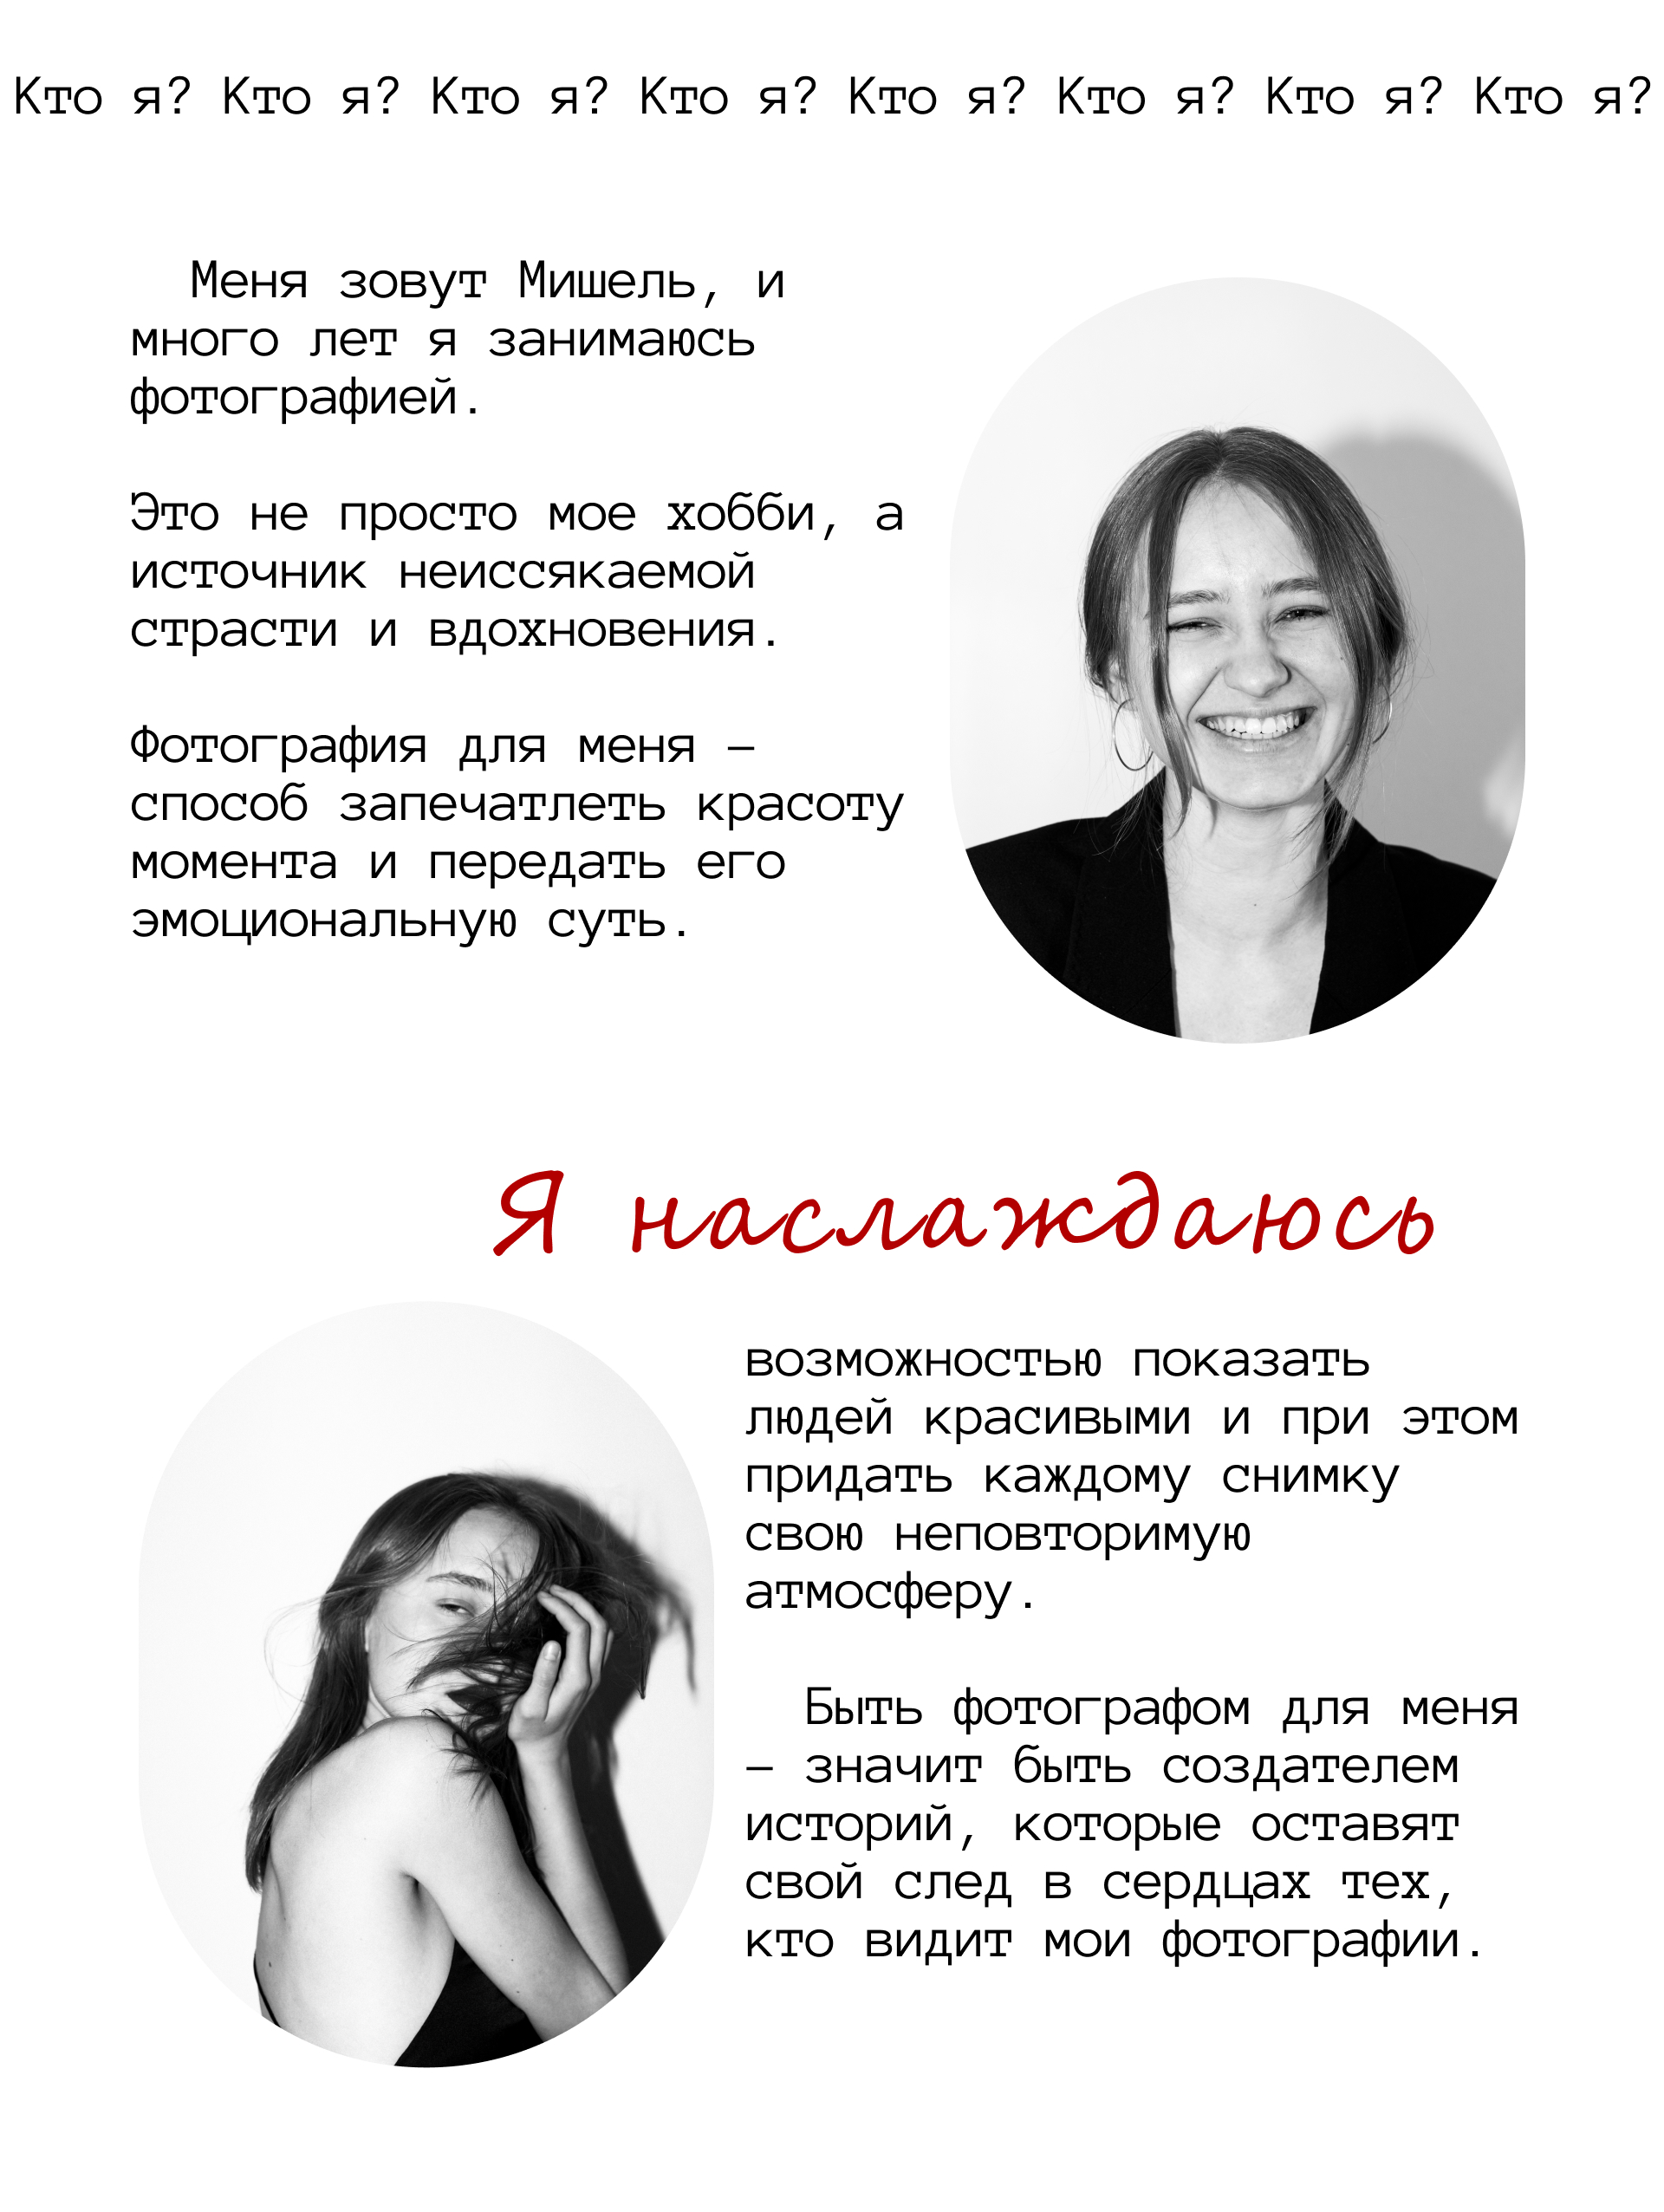 Кто я? Кто я? Кто я? Кто я? Кто я? Кто я? Кто я? Кто я?
Меня зовут Мишель, и
много лет я занимаюсь
фотографией.
Это не просто мое хобби, а
источник неиссякаемой
страсти и вдохновения.
Фотография для меня –
способ запечатлеть красоту
момента и передать его
эмоциональную суть.
Я наслаждаюсь
возможностью показать
людей красивыми и при этом
придать каждому снимку
свою неповторимую
атмосферу.
Быть фотографом для меня
– значит быть создателем
историй, которые оставят
свой след в сердцах тех,
кто видит мои фотографии.